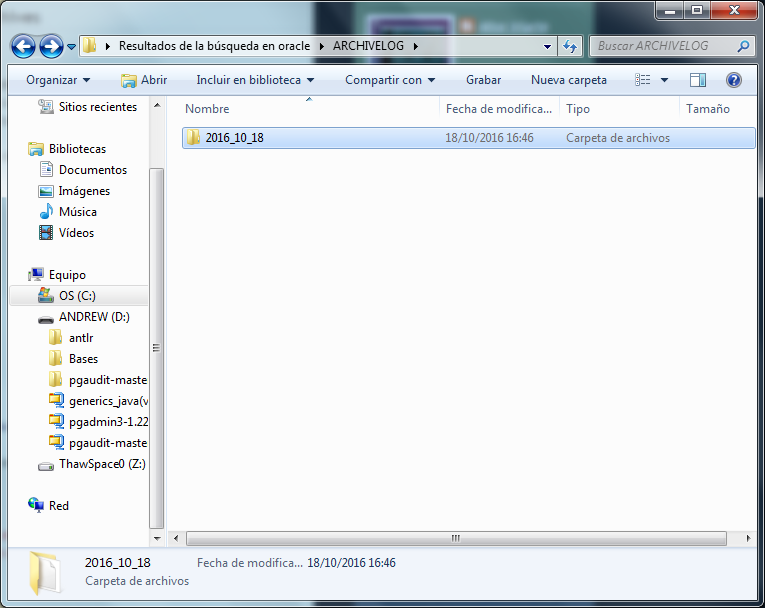 Resultados de la búsqueda en oracle ARCHIVELOG
Buscar ARCHIVELOG
Organizar Abrir Incluir en biblioteca Compartir con Grabar Nueva carpeta
Nombre Fecha de modifica... Tipo Tamaño
2016_10_18 18/10/2016 16:46 Carpeta de archivos
Sitios recientes
Bibliotecas
Documentos
Imágenes
Música
Vídeos
Equipo
OS (C:)
ANDREW (D:)
antlr
Bases
pgaudit-maste
generics_java(v
pgadmin3-1.22
pgaudit-maste
ThawSpace0 (Z:)
Red
2016_10_18 Fecha de modifica... 18/10/2016 16:46
Carpeta de archivos